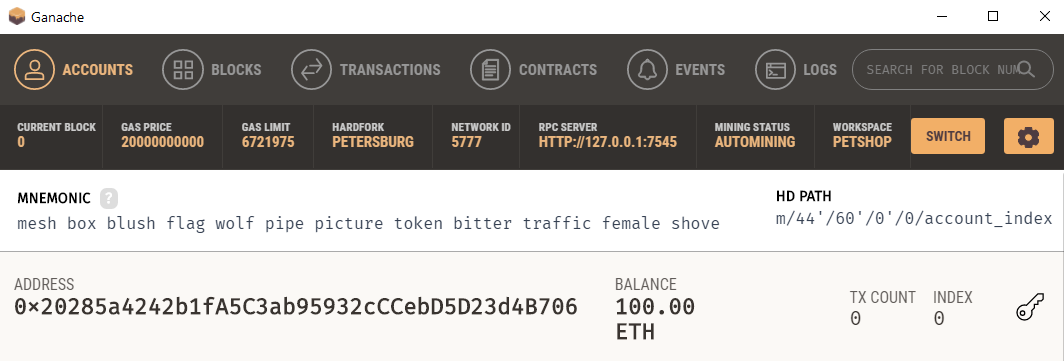 Ganache
ACCOUNTS BLOCKS TRANSACTIONS CONTRACTS EVENTS LOGS SEARCH FOR BLOCK NUM
CURRENT BLOCK GAS PRICE GAS LIMIT HARDFORK NETWORK ID RPC SERVER MINING STATUS WORKSPACE
0 20000000000 6721975 PETERSBURG 5777 HTTP://127.0.0.1:7545 AUTOMINING PETSHOP SWITCH
MNEMONIC ? HD PATH
mesh box blush flag wolf pipe picture token bitter traffic female shove m/44'/60'/0'/0/account_index
ADDRESS BALANCE TX COUNT INDEX
0×20285a4242b1fA5C3ab95932cCCebD5D23d4B706 100.00 0 0
ETH